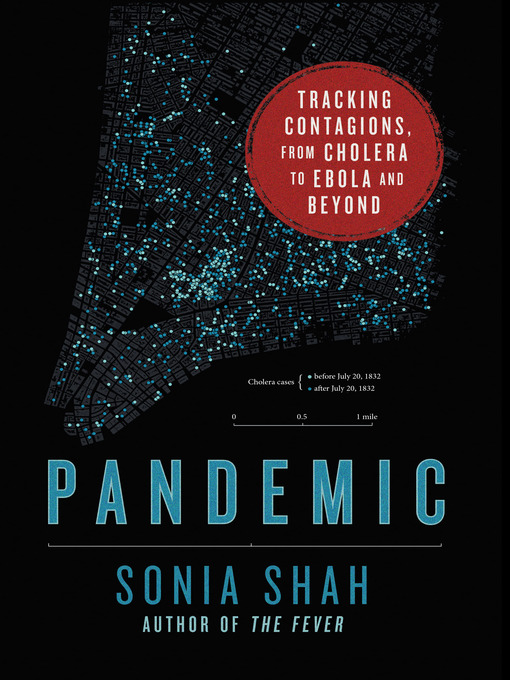 TRACKING
CONTAGIONS,
FROM CHOLERA
TO EBOLA AND
BEYOND
Cholera cases { before July 20, 1832
after July 20, 1832
0 0.5 1 mile
PANDEMIC
SONIA SHAH
AUTHOR OF THE FEVER